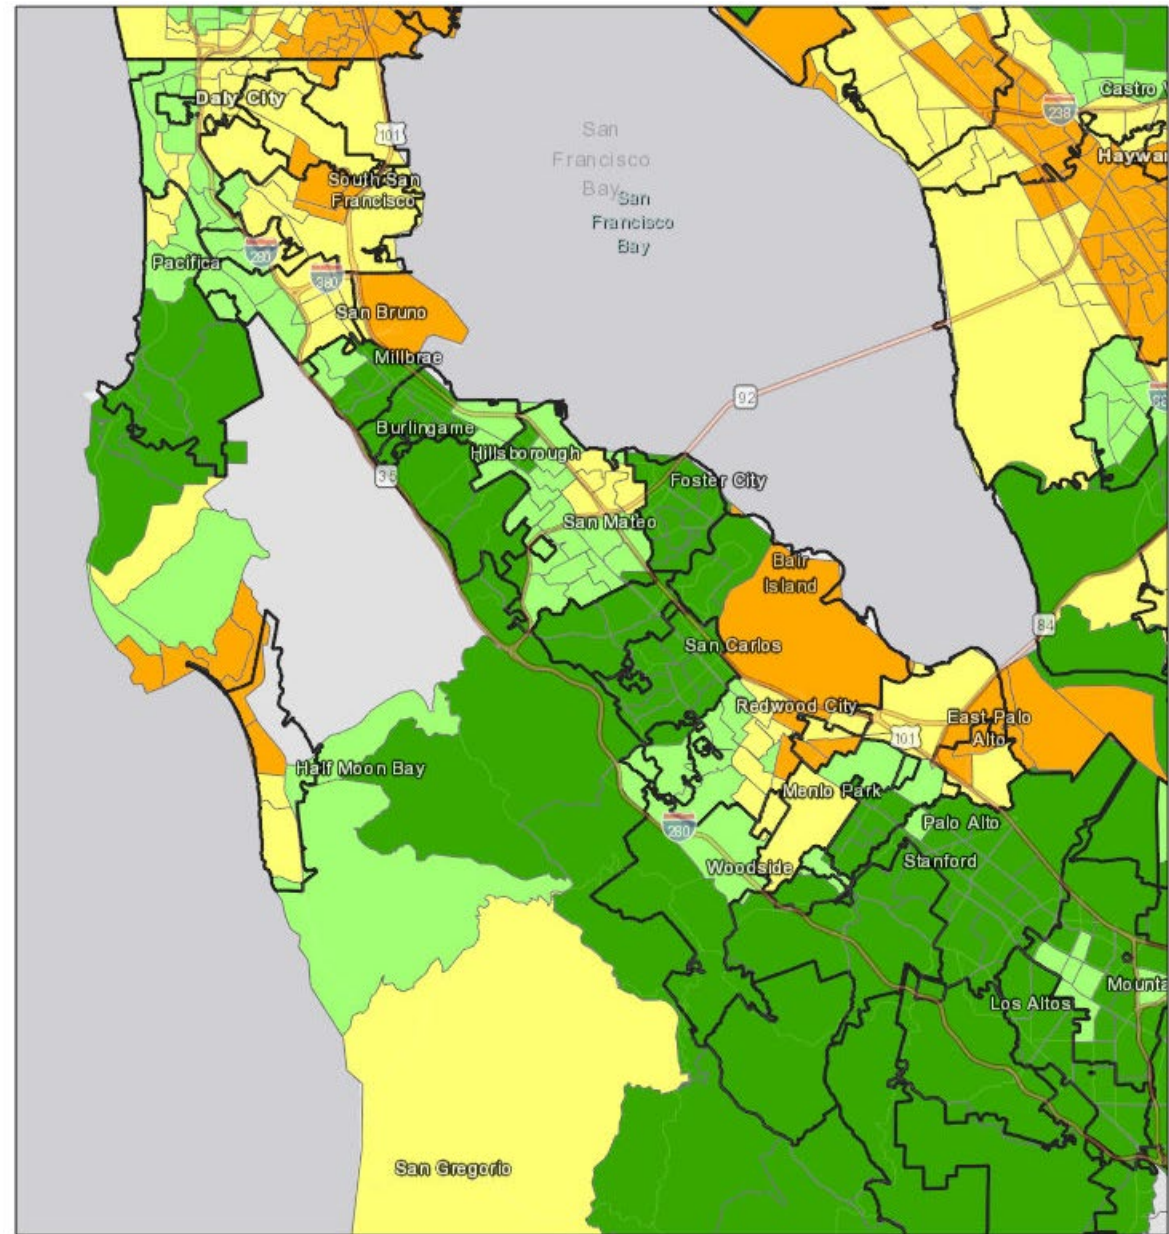 Daly City
101
San
Francisco
Bay
San
Francisco
Bay
238
Castro V
Haywar
South San
Francisco
280
Pacifica
380
San Bruno
Millbrae
92
Burlingame
Hillsborough
35
Foster City
San Mateo
Bair
Island
84
San Carlos
Redwood City
East Palo
Alto
101
Half Moon Bay
Menlo Park
280
Palo Alto
Woodside
Stanford
Mounta
Los Altos
San Gregorio